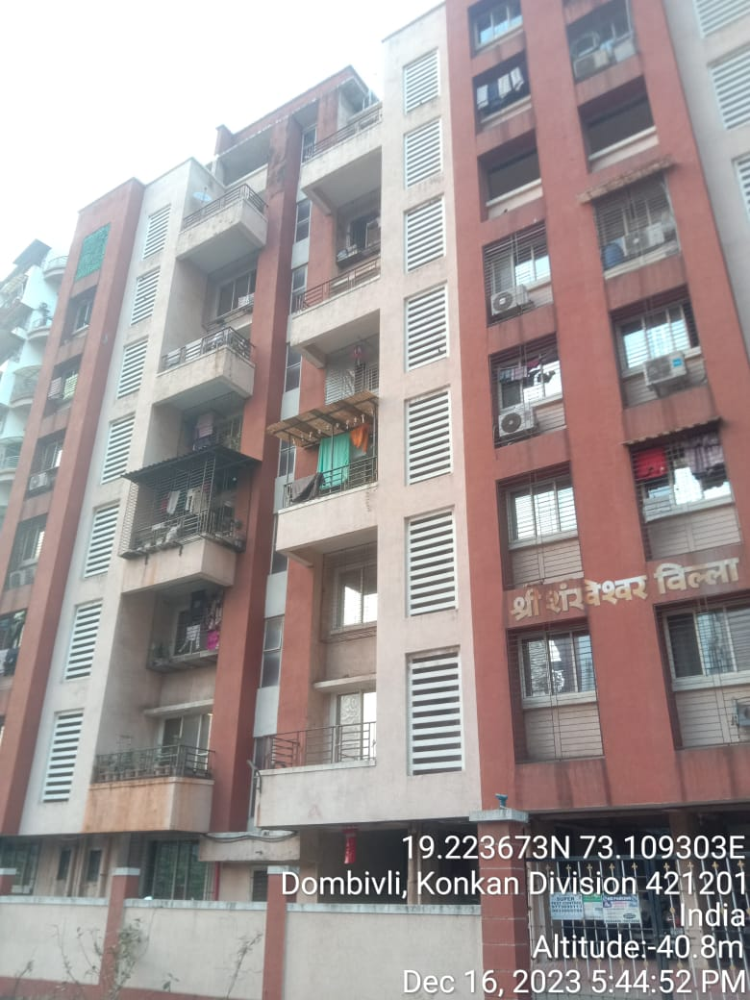 श्री शंखेश्वर विल्ला
SUPER
19.223673N 73.109303E
Dombivli, Konkan Division 421201
India
Altitude:-40.8m
Dec 16, 2023 5:44:52 PM